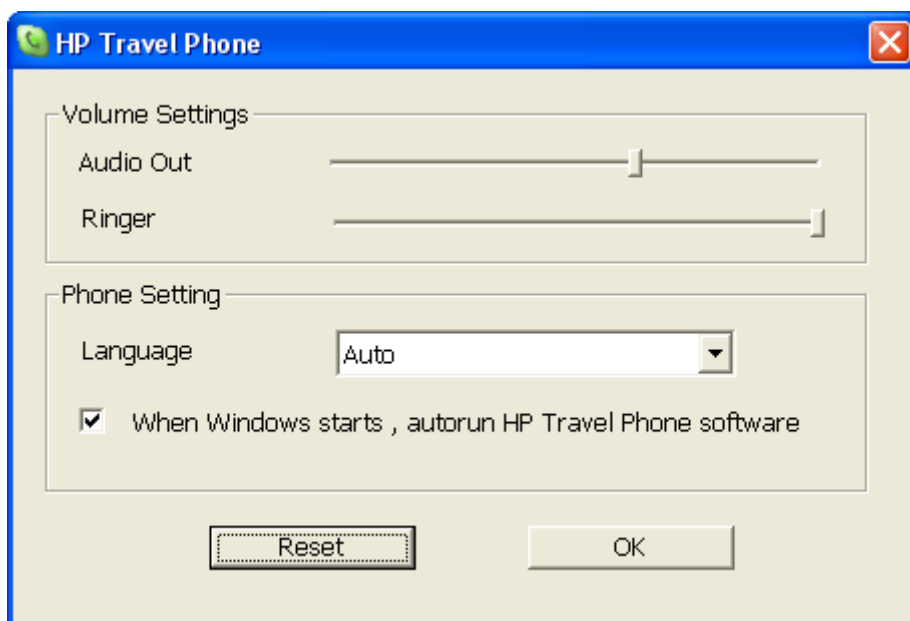 HP Travel Phone
Volume Settings
Audio Out
Ringer
Phone Setting
Language
Auto
When Windows starts , autorun HP Travel Phone software
Reset
OK